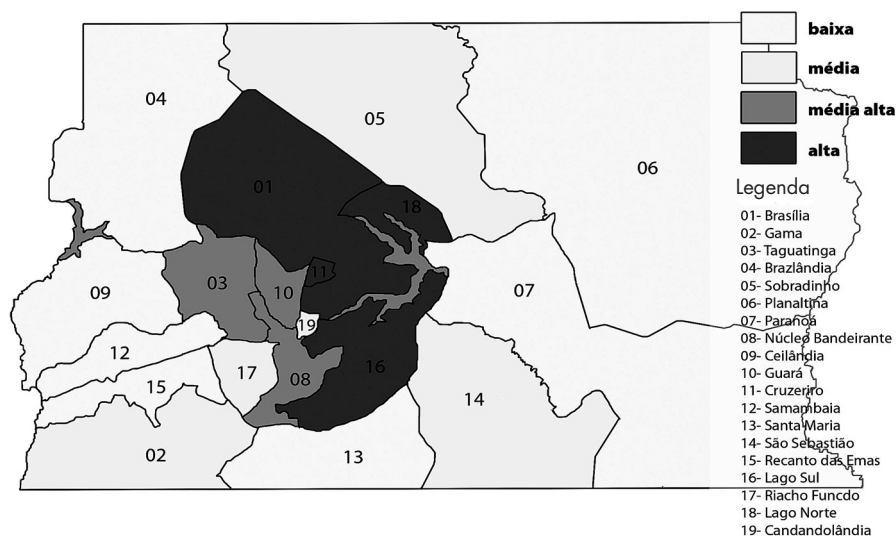 baixa
média
média alta
alta
Legenda
01- Brasília
02- Gama
03- Taguatinga
04- Brazlândia
05- Sobradinho
06- Planaltina
07- Paranoá
08- Núcleo Bandeirante
09- Ceilândia
10- Guará
11- Cruzeriro
12- Samambaia
13- Santa Maria
14- São Sebastião
15- Recanto das Emas
16- Lago Sul
17- Riacho Funcdo
18- Lago Norte
19- Candandolândia
04
05
06
01
18
03
11
10
09
07
19
12
17
08
16
15
14
02
13